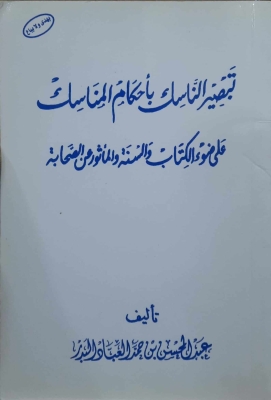 تبصير الناسك بأحكام المناسك
على ضوء الكتاب والسنة والمأثور عن الصحابة
تأليف
عبد المحسن بن حمد العباد البدر